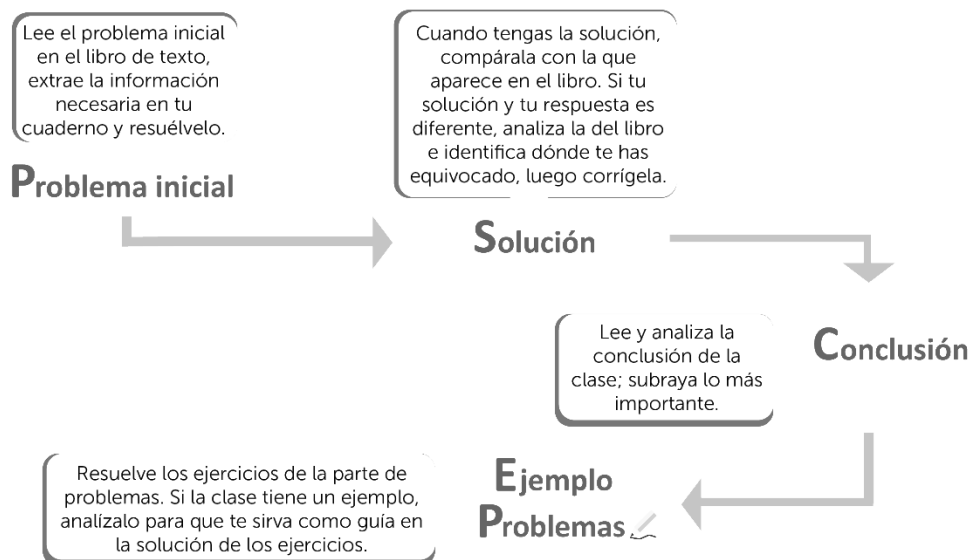 Lee el problema inicial
en el libro de texto,
extrae la información
necesaria en tu
cuaderno y resuélvelo.
Problema inicial
Cuando tengas la solución,
compárala con la que
aparece en el libro. Si tu
solución y tu respuesta es
diferente, analiza la del libro
e identifica dónde te has
equivocado, luego corrígela.
Solución
Lee y analiza la
conclusión de la
clase; subraya lo más
importante.
Conclusión
Resuelve los ejercicios de la parte de
problemas. Si la clase tiene un ejemplo,
analízalo para que te sirva como guía en
la solución de los ejercicios.
Ejemplo
Problemas